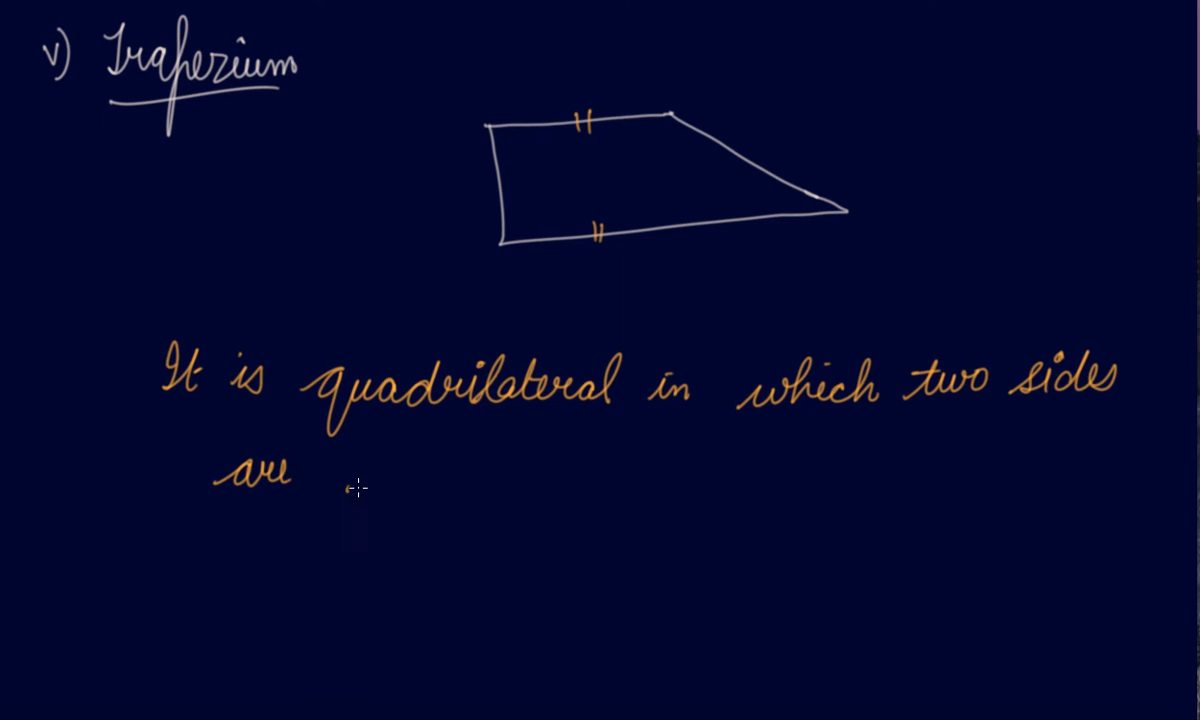 v) Trapezium
It is quadrilateral in which two sides
are